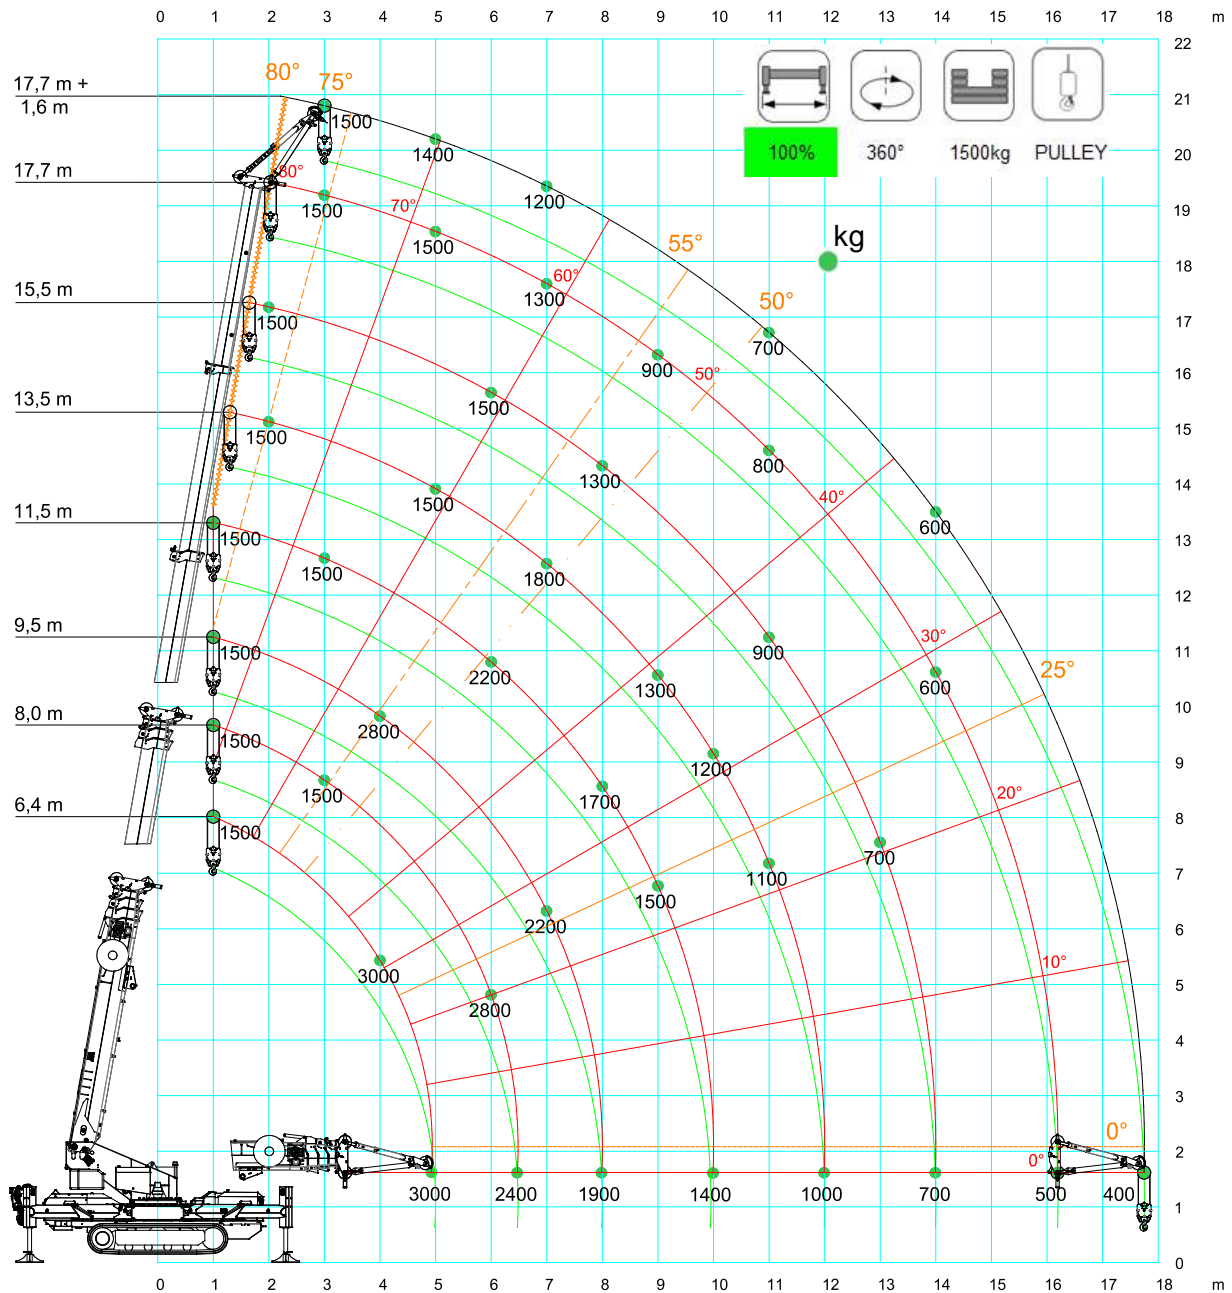 0 1 2 3 4 5 6 7 8 9 10 11 12 13 14 15 16 17 18 m
22
17,7 m + 80° 75°
1,6 m 1500 21
1400 100% 360° 1500kg PULLEY 20
17,7 m 80° 1500 70° 1200 19
1500 60° 55° kg
1300 18
15,5 m 1500 50° 17
900 50° 700
16
13,5 m 1500 1500 15
1300 800
1500 40° 14
11,5 m 1500 600
1500 1800 13
12
9,5 m 1500 30°
2200 1300 900 600 25° 11
8,0 m 1500 2800 10
1500 1700 1200 9
20°
6,4 m 1500 8
1500 1100 700 7
2200 6
3000 10°
2800 5
4
3
0° 2
0°
3000 2400 1900 1400 1000 700 500 400
1
0
0 1 2 3 4 5 6 7 8 9 10 11 12 13 14 15 16 17 18 m